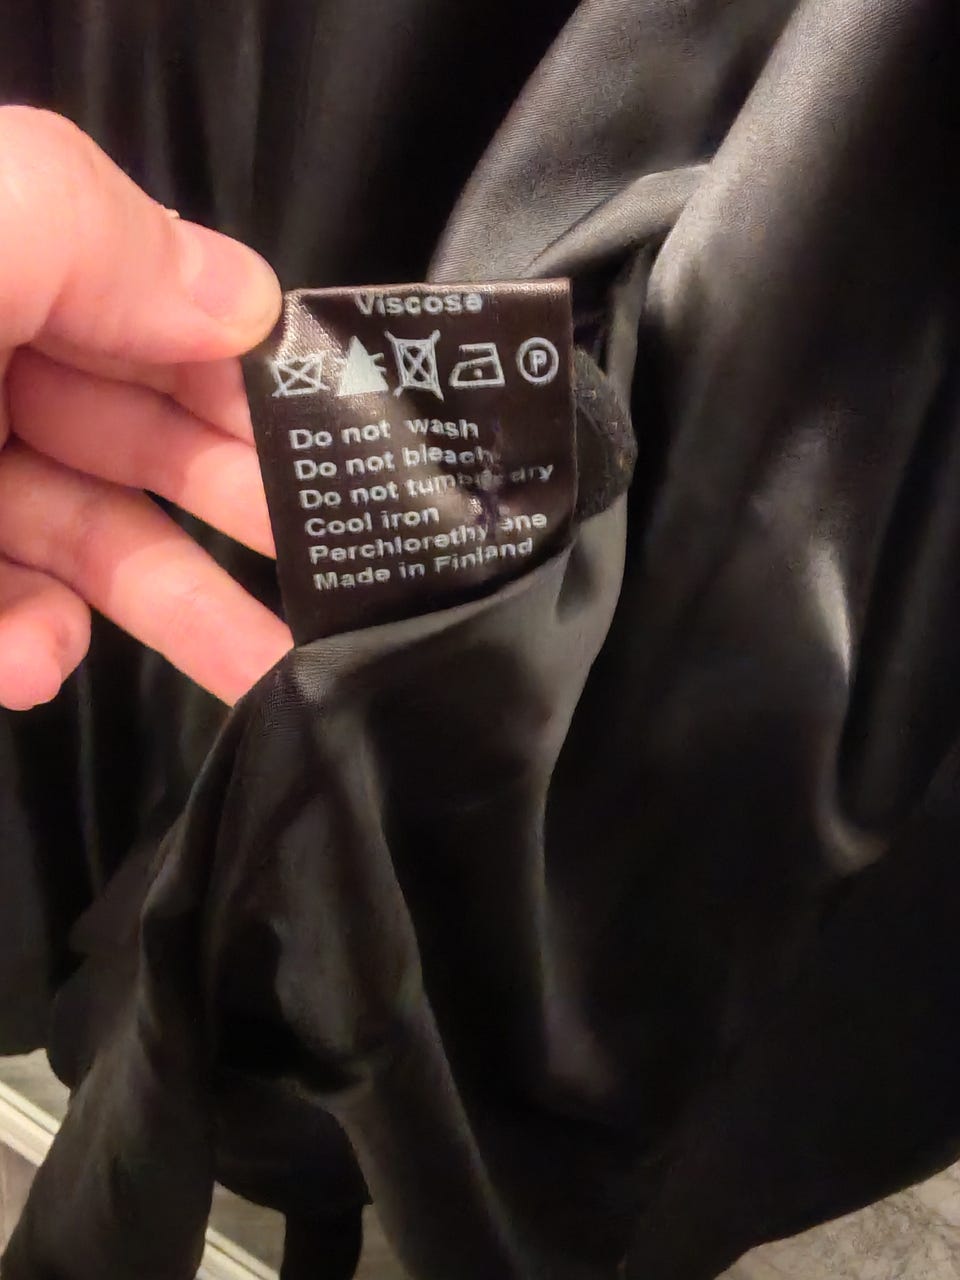 Viscose
P
Do not wash
Do not bleach
Do not tumble dry
Cool iron
Perchlorethylene
Made in Finland